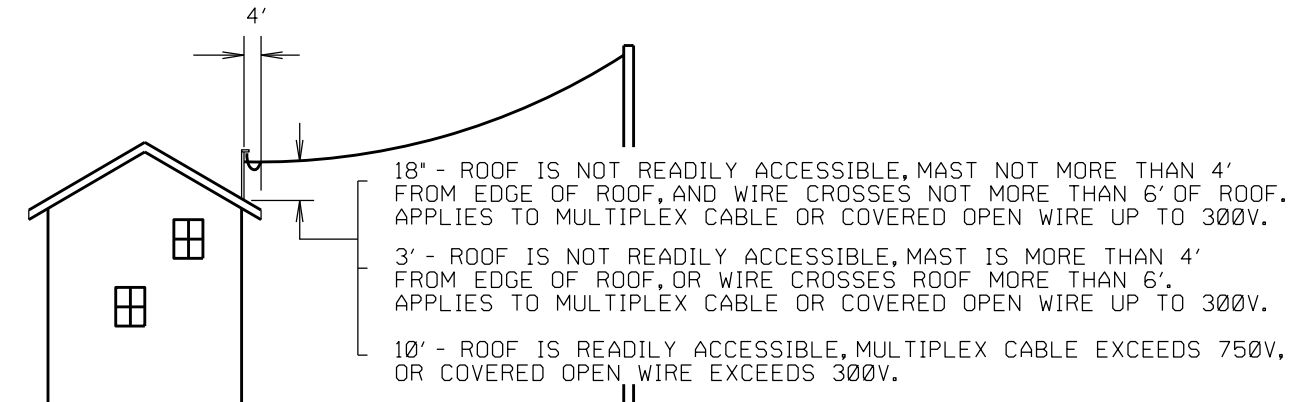 4'
18" - ROOF IS NOT READILY ACCESSIBLE, MAST NOT MORE THAN 4'
FROM EDGE OF ROOF, AND WIRE CROSSES NOT MORE THAN 6' OF ROOF.
APPLIES TO MULTIPLEX CABLE OR COVERED OPEN WIRE UP TO 300V.
3' - ROOF IS NOT READILY ACCESSIBLE, MAST IS MORE THAN 4'
FROM EDGE OF ROOF, OR WIRE CROSSES ROOF MORE THAN 6'.
APPLIES TO MULTIPLEX CABLE OR COVERED OPEN WIRE UP TO 300V.
10' - ROOF IS READILY ACCESSIBLE, MULTIPLEX CABLE EXCEEDS 750V,
OR COVERED OPEN WIRE EXCEEDS 300V.